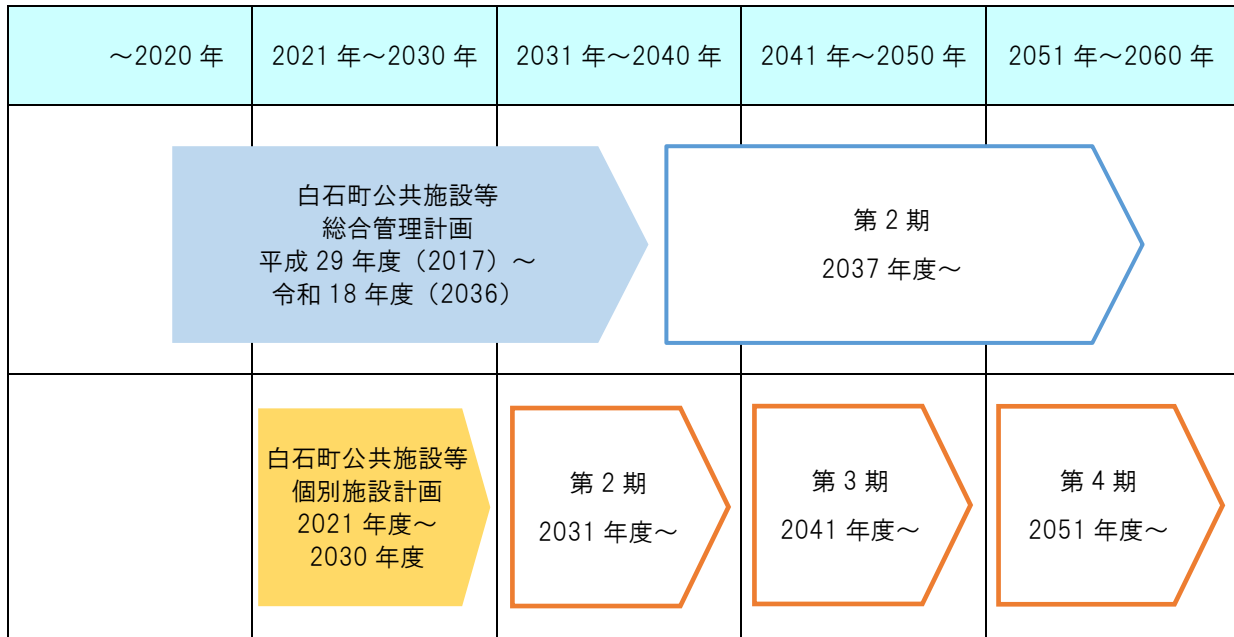 ～2020 年
2021 年～2030 年
2031 年～2040 年
2041 年～2050 年
2051 年～2060 年
白石町公共施設等
総合管理計画
平成 29 年度（2017）～
令和 18 年度（2036）
第 2 期
2037 年度～
白石町公共施設等
個別施設計画
2021 年度～
2030 年度
第 2 期
2031 年度～
第 3 期
2041 年度～
第 4 期
2051 年度～